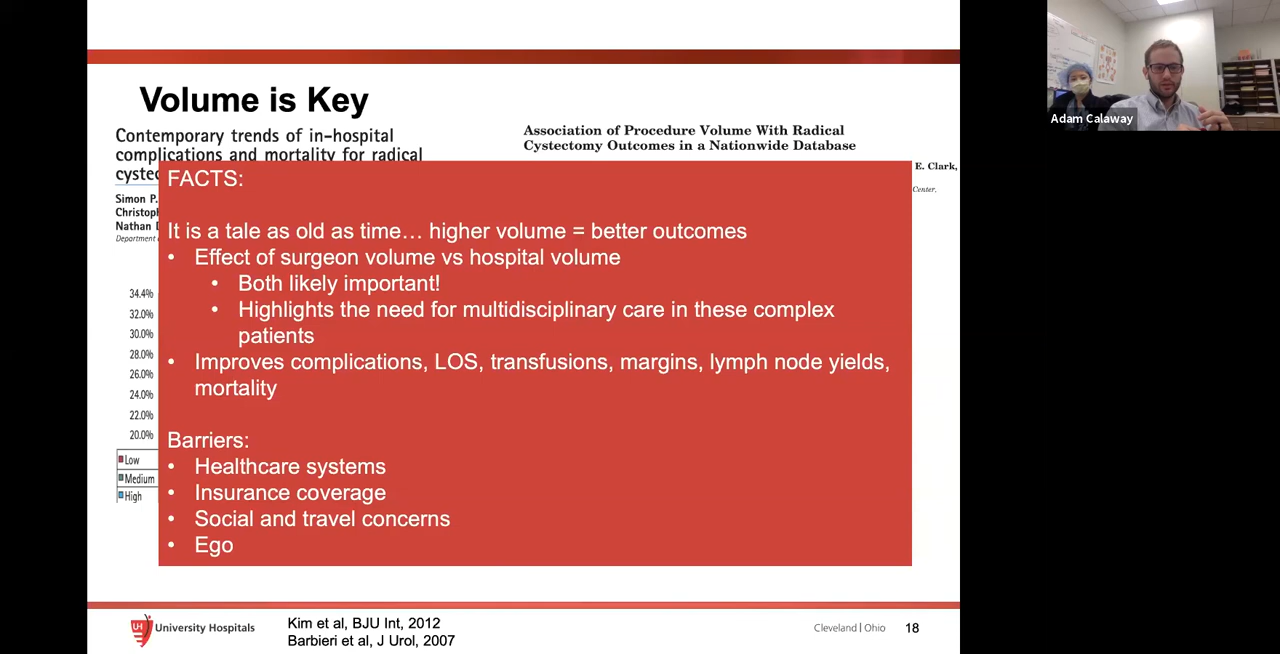 Volume is Key
Contemporary trends of in-hospital
complications and mortality for radical
Association of Procedure Volume With Radical
Cystectomy Outcomes in a Nationwide Database
E. Clark,
Center.
Simon P.
Nathan
FACTS:
It is a tale as old as time… higher volume = better outcomes
• Effect of surgeon volume vs hospital volume
• Both likely important!
• Highlights the need for multidisciplinary care in these complex
patients
• Improves complications, LOS, transfusions, margins, lymph node yields,
mortality
Barriers:
• Healthcare systems
• Insurance coverage
• Social and travel concerns
• Ego
34.4%
32.0%
30.0%
28.0%
26.0%
24.0%
22.0%
20.0%
Low
Medium
High
UH University Hospitals
Kim et al, BJU Int, 2012
Barbieri et al, J Urol, 2007
Cleveland | Ohio 18
Adam Calaway